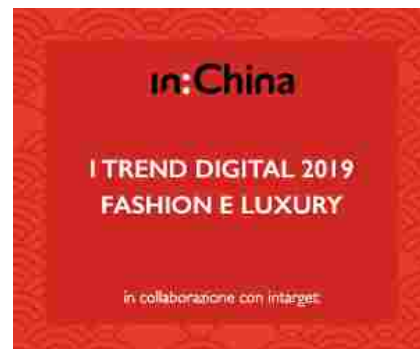 in:China
I TREND DIGITAL 2019
FASHION E LUXURY
in collaborazione con intarget: